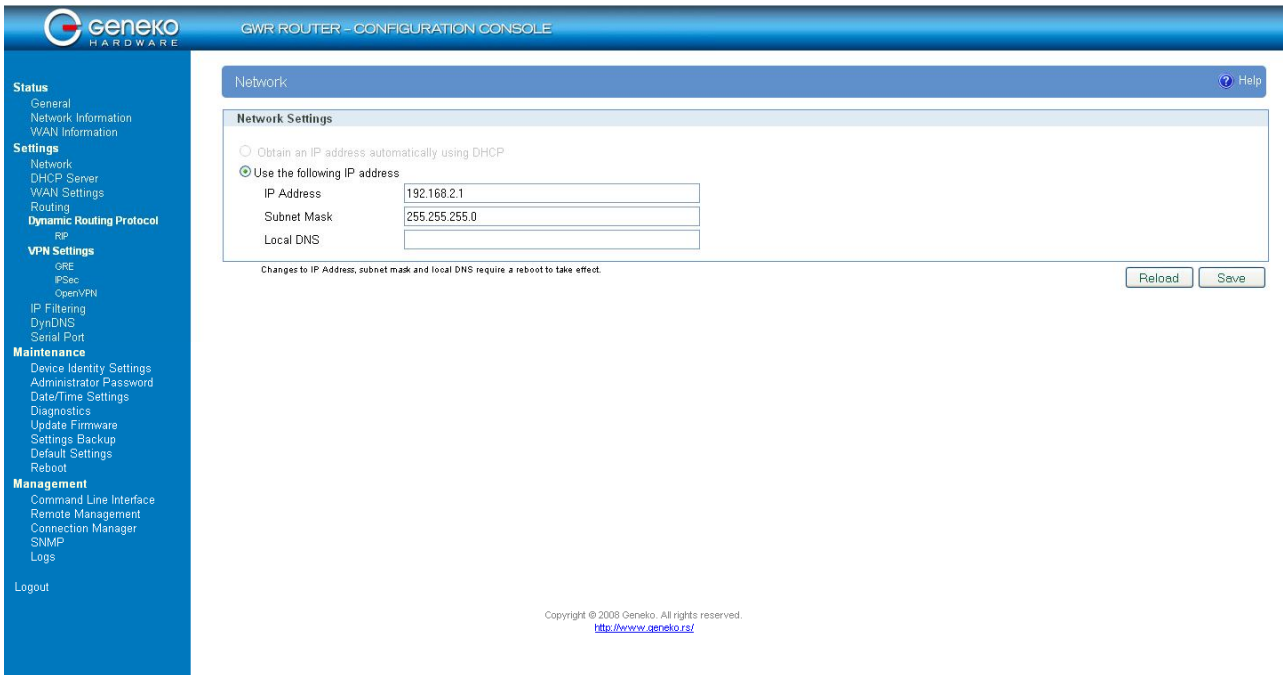 Geneko
HARDWARE
GWR ROUTER - CONFIGURATION CONSOLE
Status
General
Network Information
WAN Information
Settings
Network
DHCP Server
WAN Settings
Routing
Dynamic Routing Protocol
RIP
VPN Settings
GRE
IPSec
OpenVPN
IP Filtering
DynDNS
Serial Port
Maintenance
Device Identity Settings
Administrator Password
Date/Time Settings
Diagnostics
Update Firmware
Settings Backup
Default Settings
Reboot
Management
Command Line Interface
Remote Management
Connection Manager
SNMP
Logs
Logout
Network
? Help
Network Settings
Obtain an IP address automatically using DHCP
Use the following IP address
IP Address 192.168.2.1
Subnet Mask 255.255.255.0
Local DNS
Changes to IP Address, subnet mask and local DNS require a reboot to take effect.
Reload Save
Copyright © 2008 Geneko. All rights reserved.
http://www.geneko.rs/